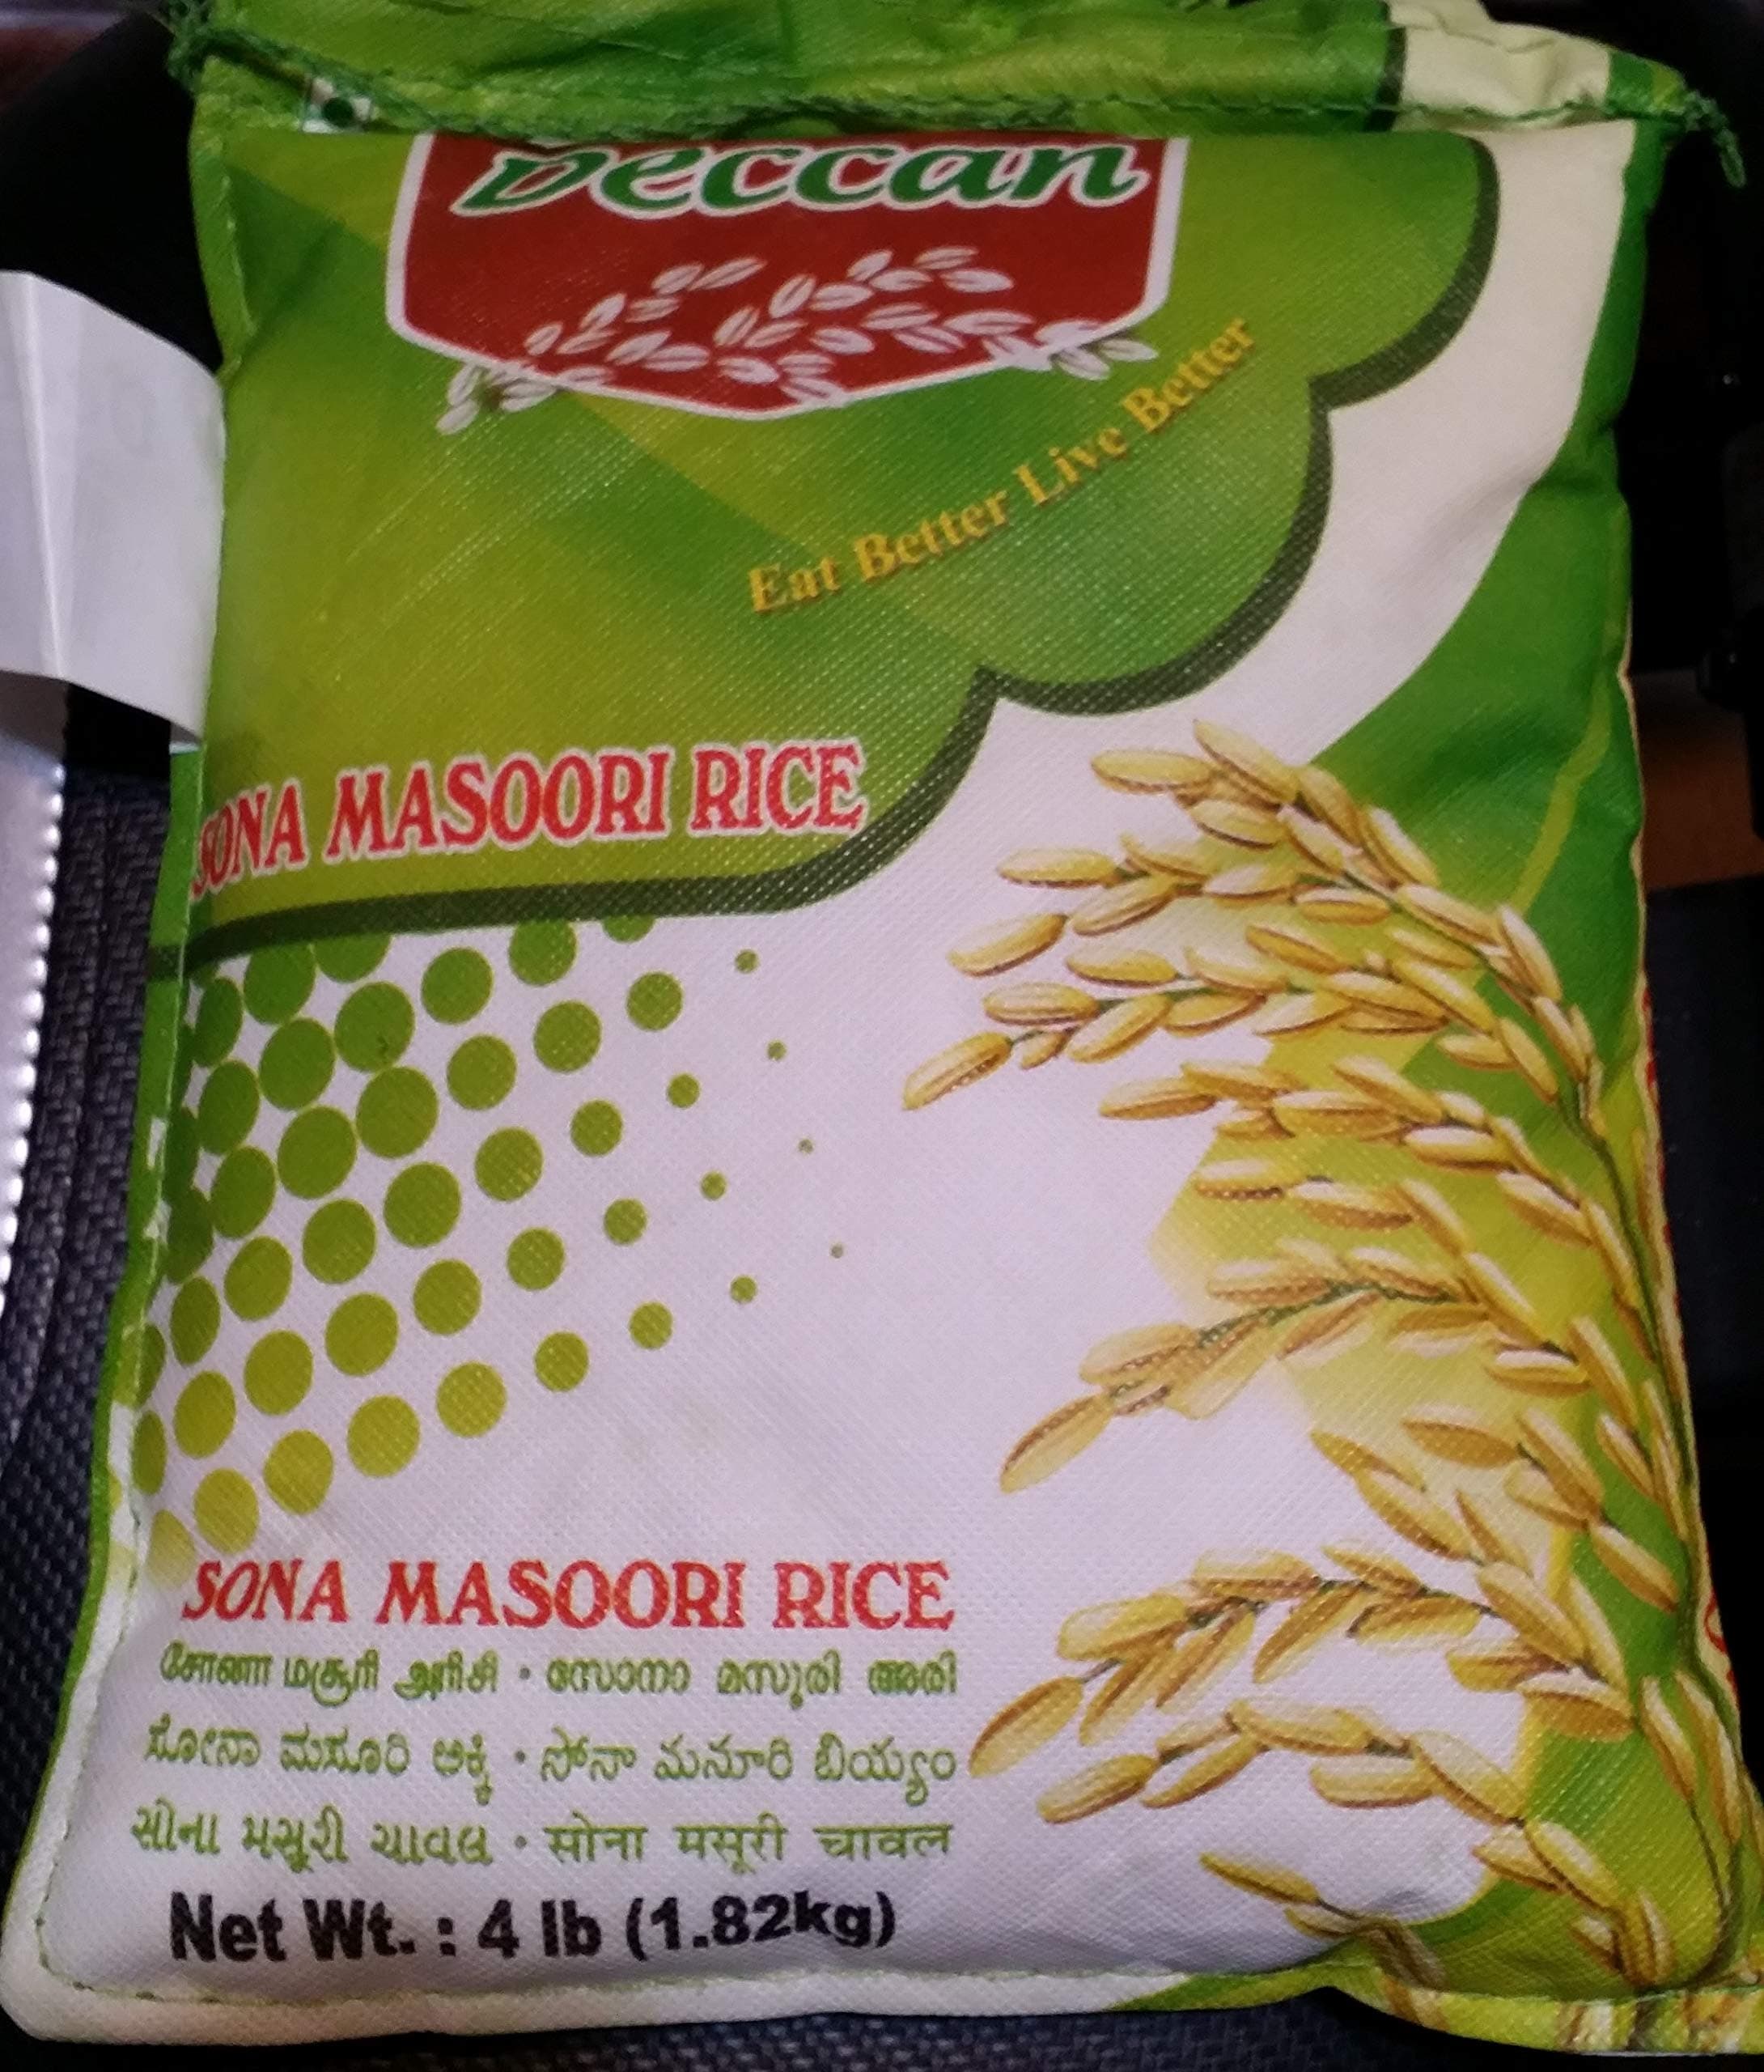 Deccan
Eat Better Live Better
SONA MASOORI RICE
SONA MASOORI RICE
சோனா மசூரி அரிசி • സോനാ മസൂരി അരി
ಸೋನಾ ಮಸೂರಿ ಅಕ್ಕಿ • సోనా మసూరి బియ్యం
સોના મસૂરી ચાવલ • सोना मसूरी चावल
Net Wt. : 4 lb (1.82kg)